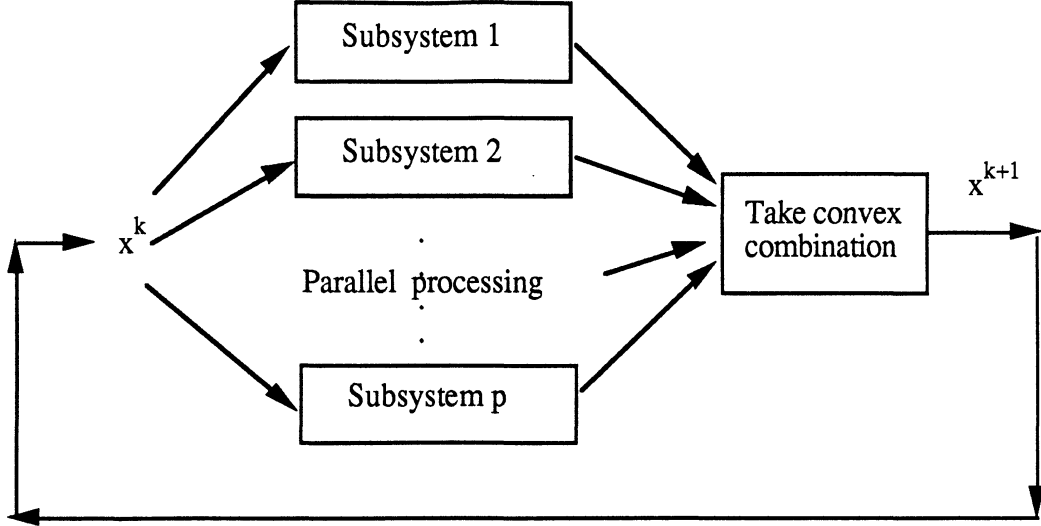 Subsystem 1
Subsystem 2
x^k
Parallel processing
Subsystem p
Take convex
combination
x^{k+1}